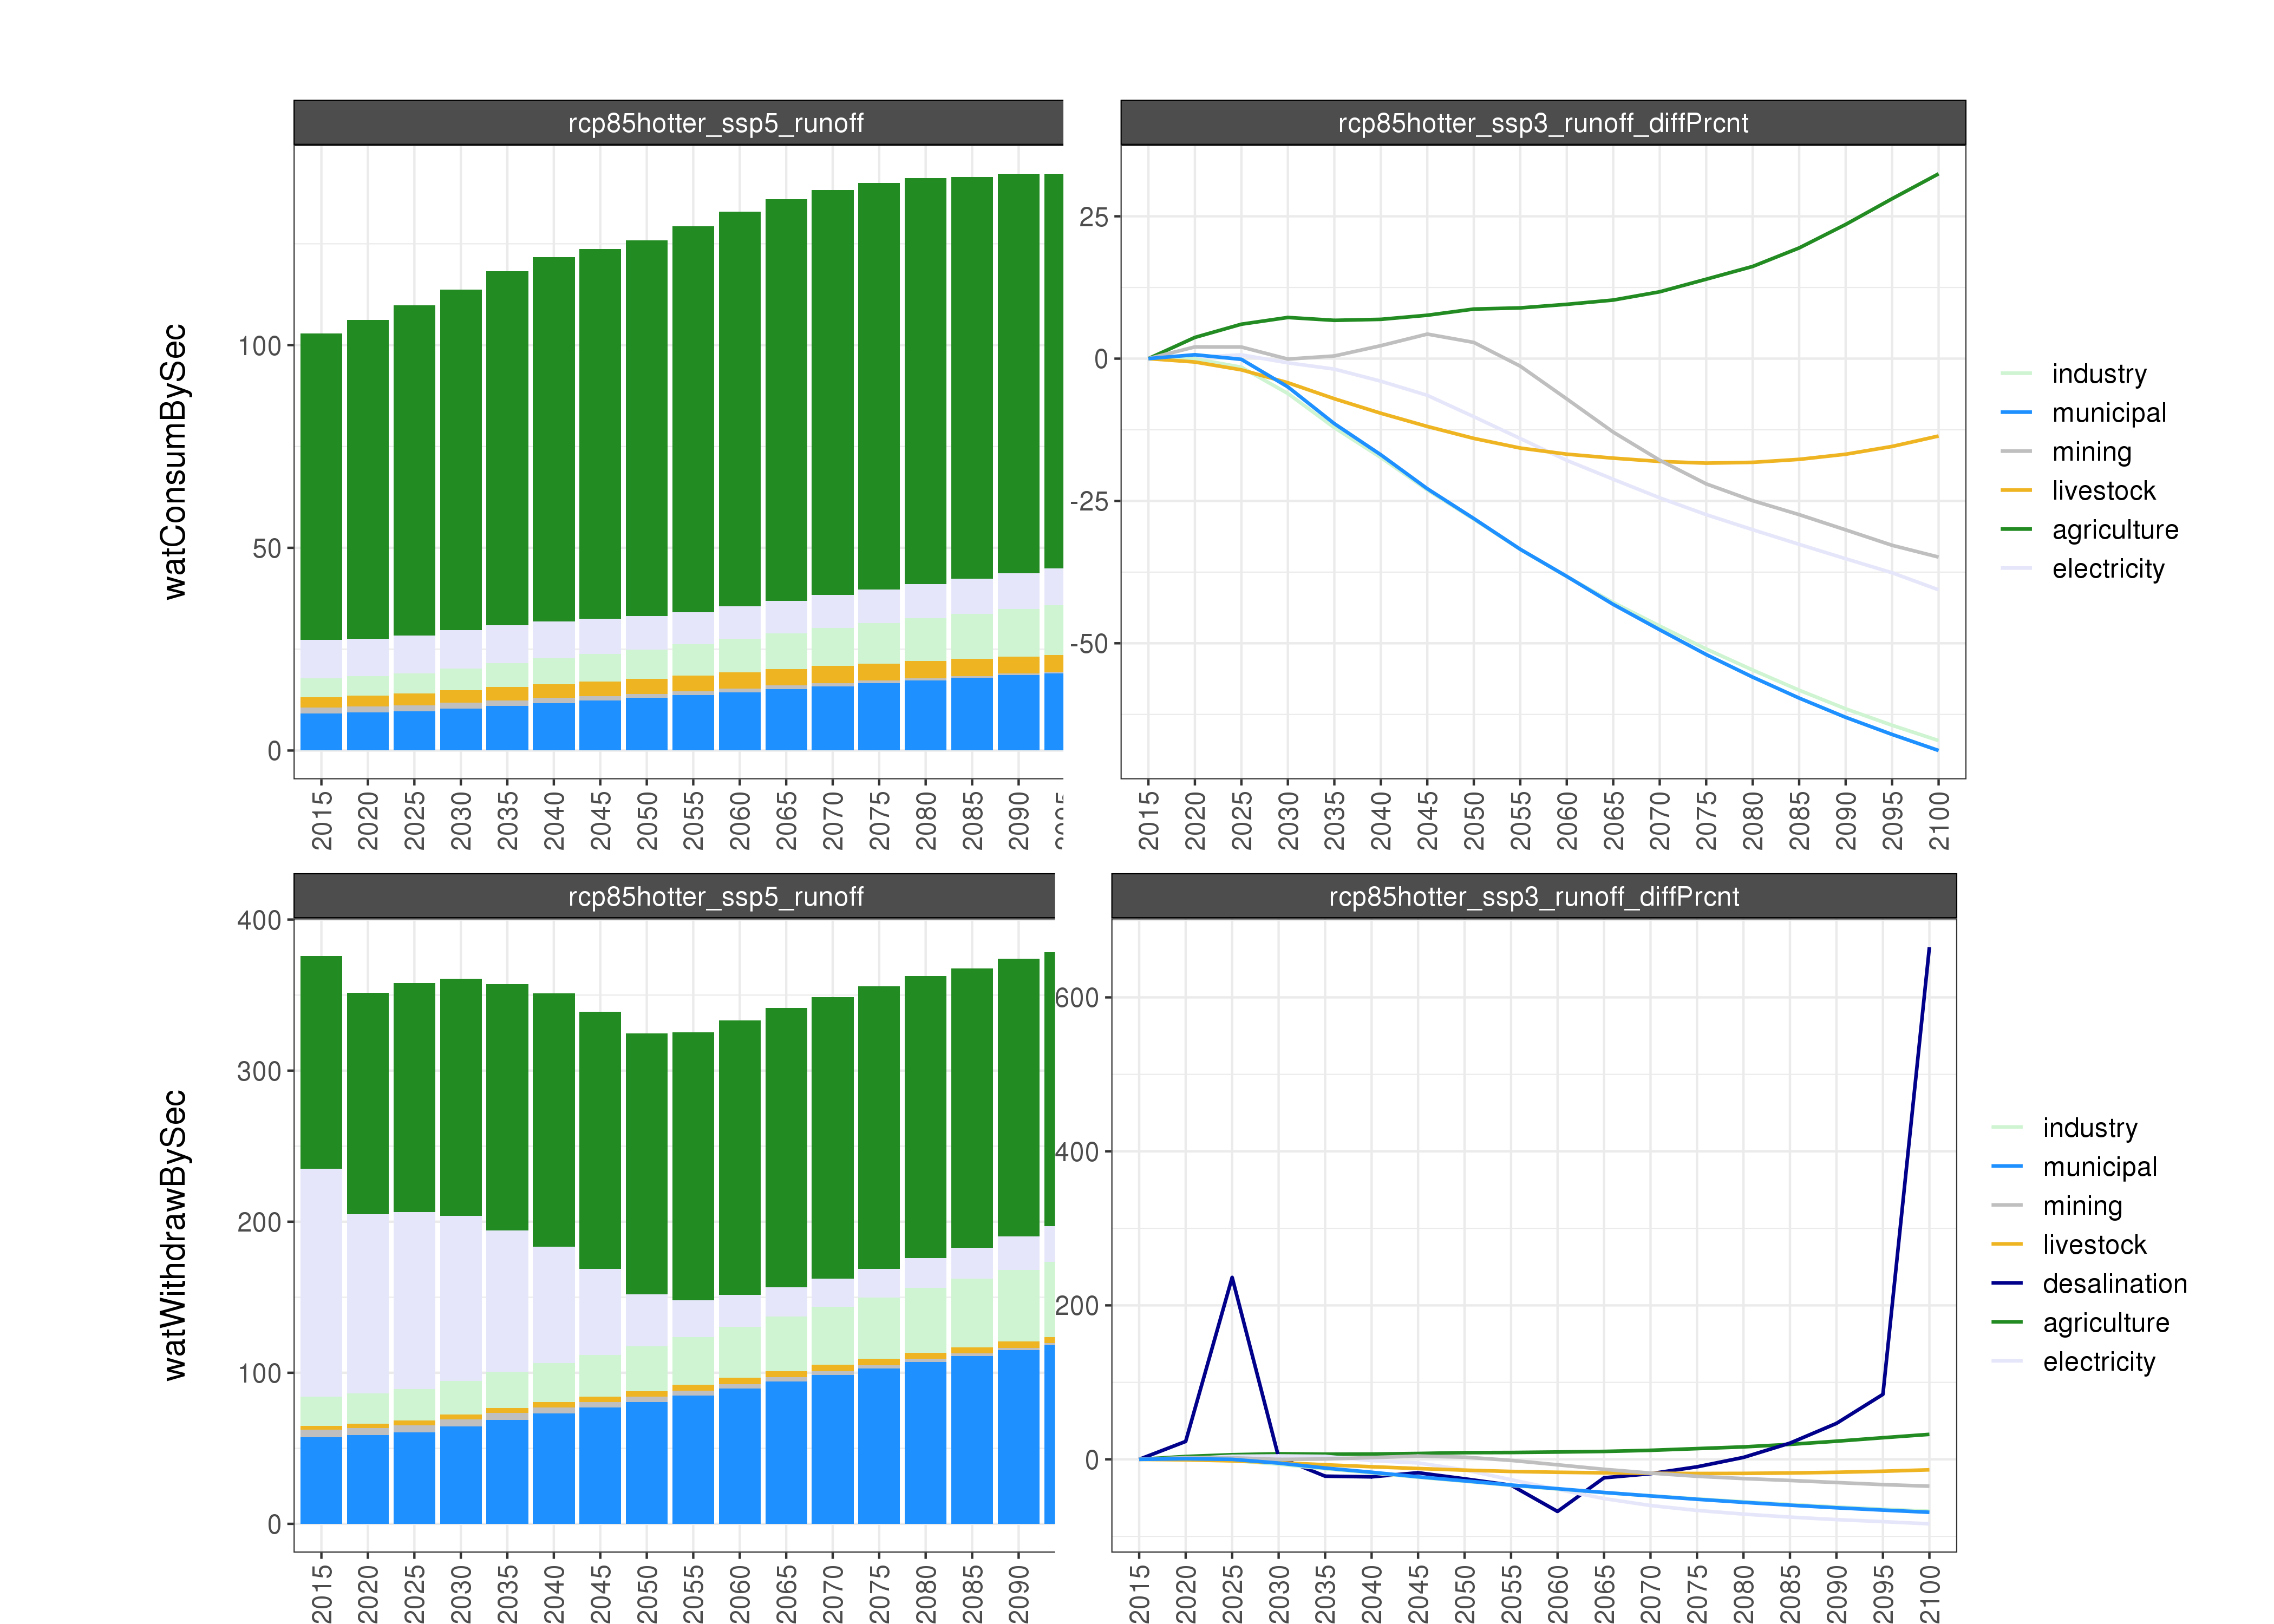 rcp85hotter_ssp5_runoff
rcp85hotter_ssp3_runoff_diffPrcnt
watConsumBySec
100
50
0
2015 2020 2025 2030 2035 2040 2045 2050 2055 2060 2065 2070 2075 2080 2085 2090
25
0
-25
-50
2015 2020 2025 2030 2035 2040 2045 2050 2055 2060 2065 2070 2075 2080 2085 2090 2095 2100
industry
municipal
mining
livestock
agriculture
electricity
rcp85hotter_ssp5_runoff
rcp85hotter_ssp3_runoff_diffPrcnt
watWithdrawBySec
400
300
200
100
0
2015 2020 2025 2030 2035 2040 2045 2050 2055 2060 2065 2070 2075 2080 2085 2090
600
400
200
0
2015 2020 2025 2030 2035 2040 2045 2050 2055 2060 2065 2070 2075 2080 2085 2090 2095 2100
industry
municipal
mining
livestock
desalination
agriculture
electricity